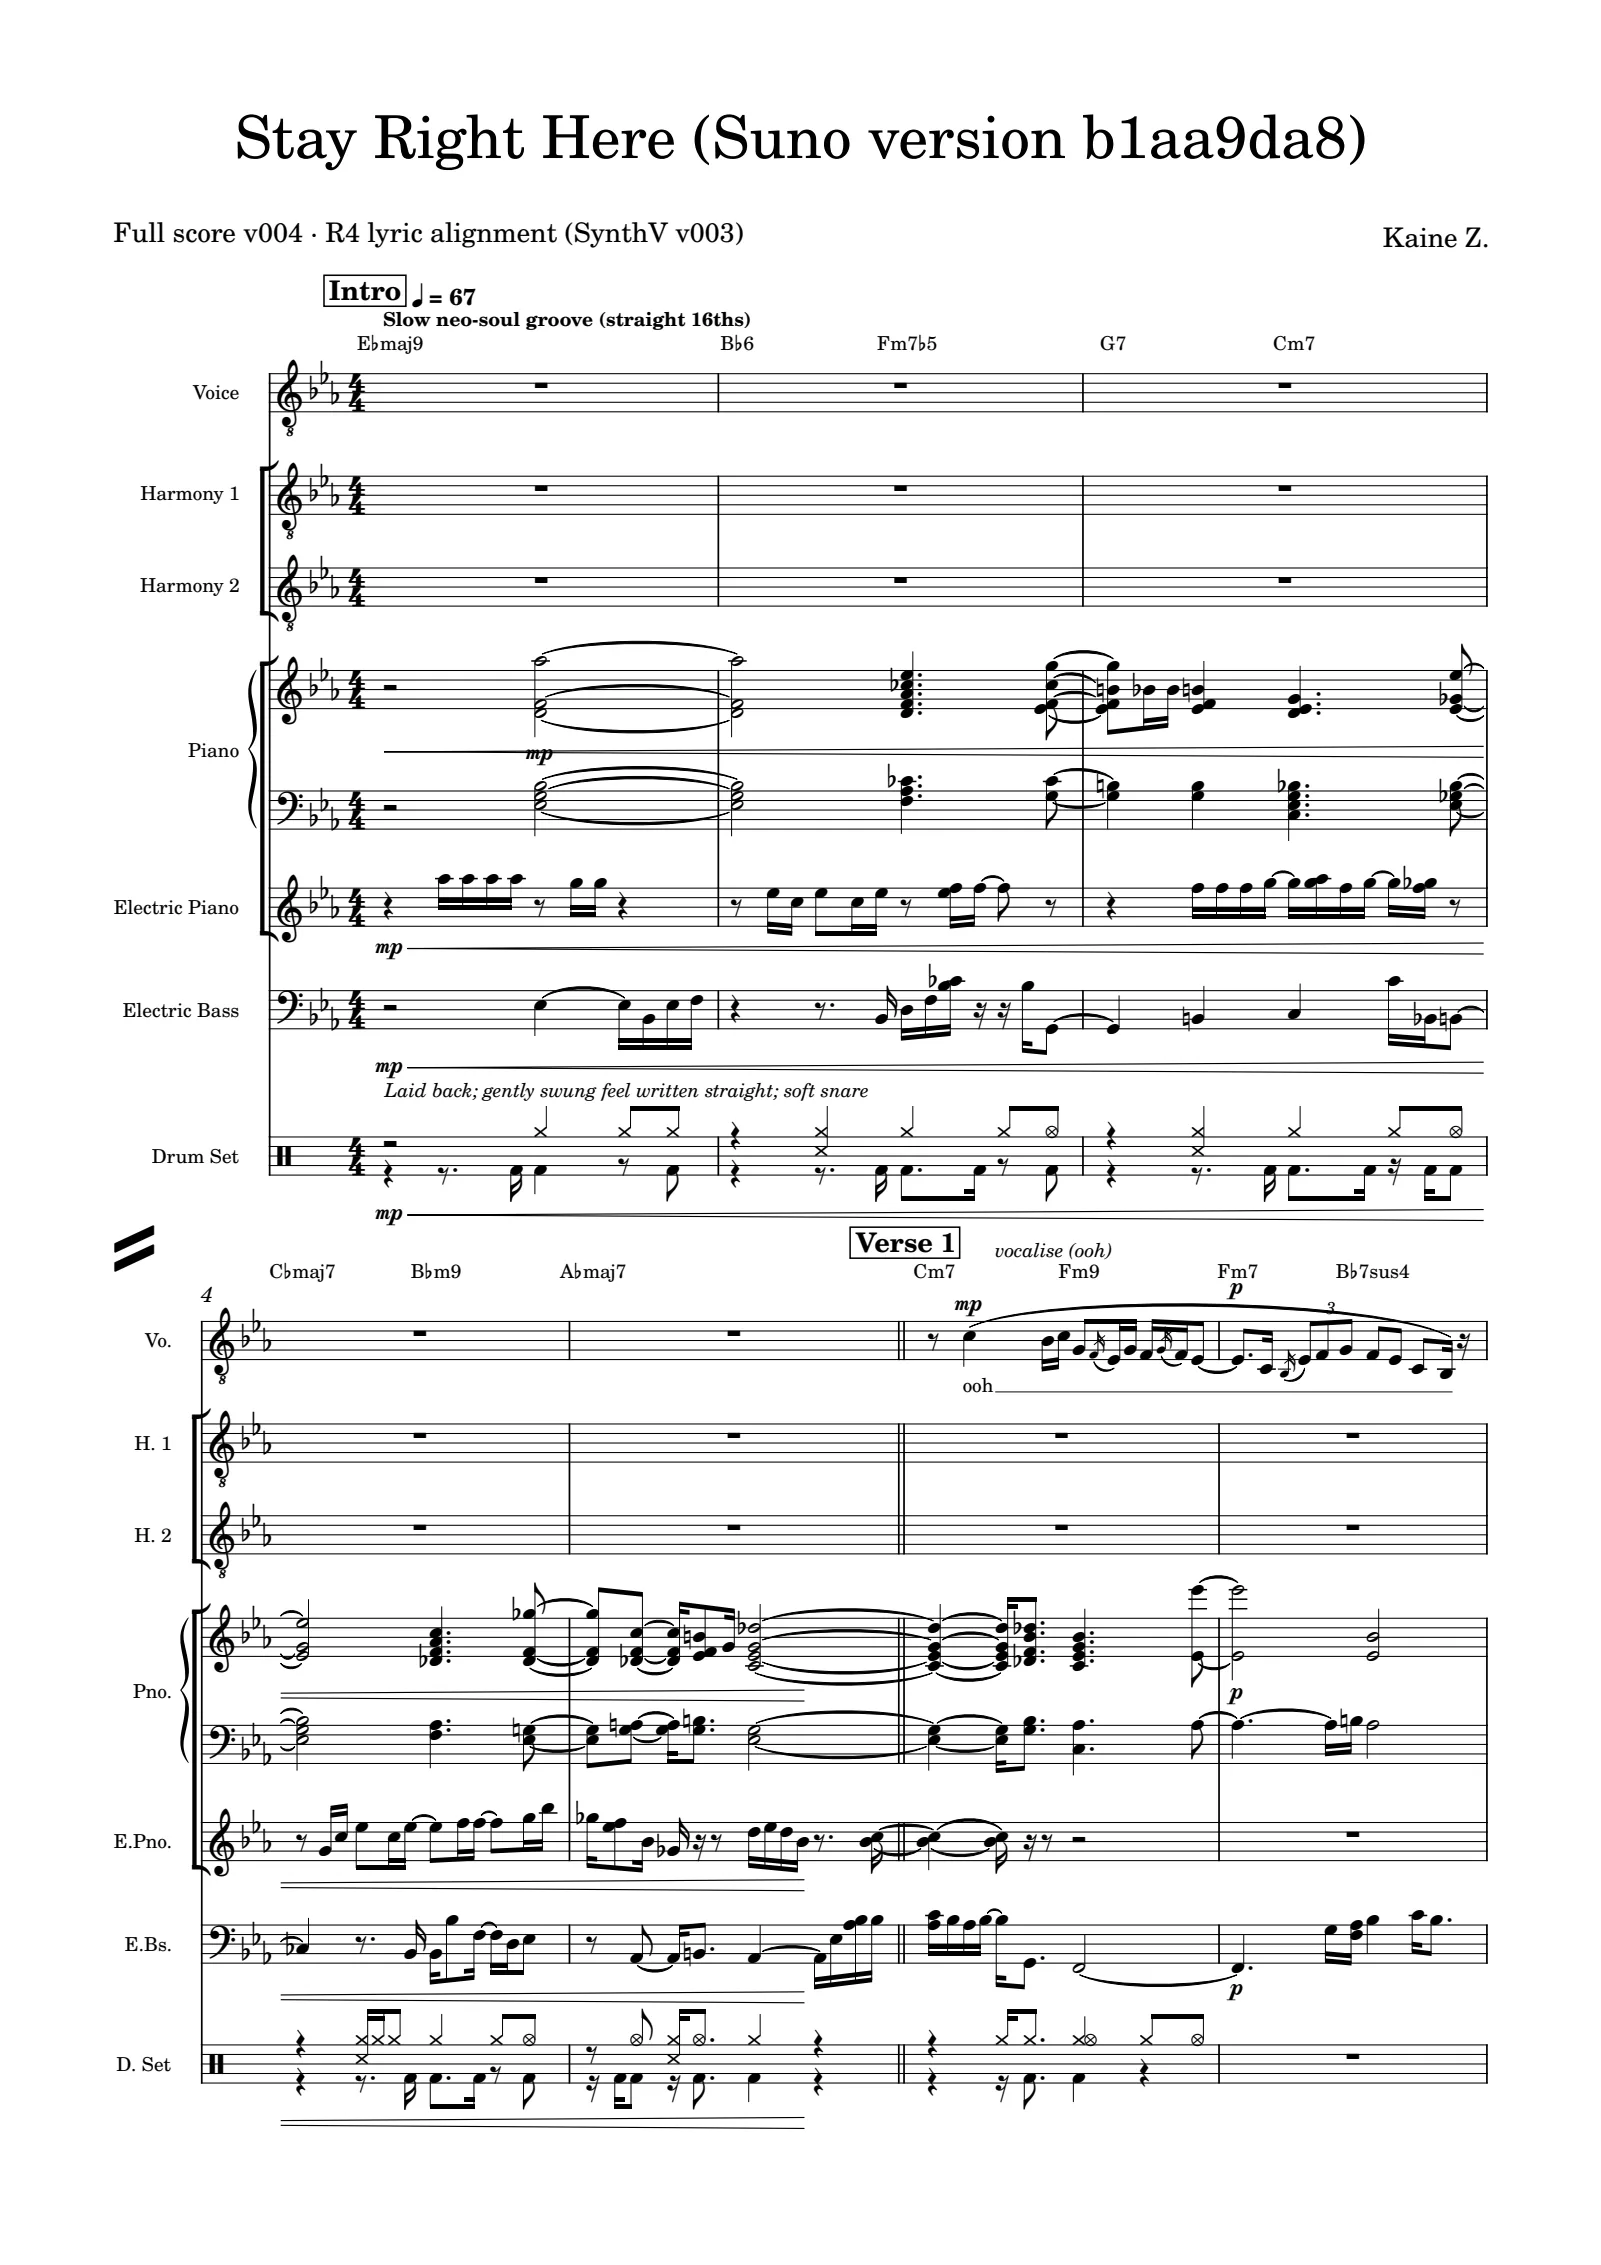 Stay Right Here (Suno version b1aa9da8)
Full score v004 · R4 lyric alignment (SynthV v003)
Kaine Z.
Intro ♩ = 67
Slow neo-soul groove (straight 16ths)
E♭maj9 B♭6 Fm7♭5 G7 Cm7
Voice
Harmony 1
Harmony 2
Piano
mp
Electric Piano
mp
Electric Bass
mp
Laid back; gently swung feel written straight; soft snare
Drum Set
mp
Verse 1
vocalise (ooh)
C♭maj7 B♭m9 A♭maj7 Cm7 Fm9 Fm7 B♭7sus4
4
mp
p
3
Vo.
ooh
H. 1
H. 2
Pno.
p
E.Pno.
E.Bs.
p
D. Set